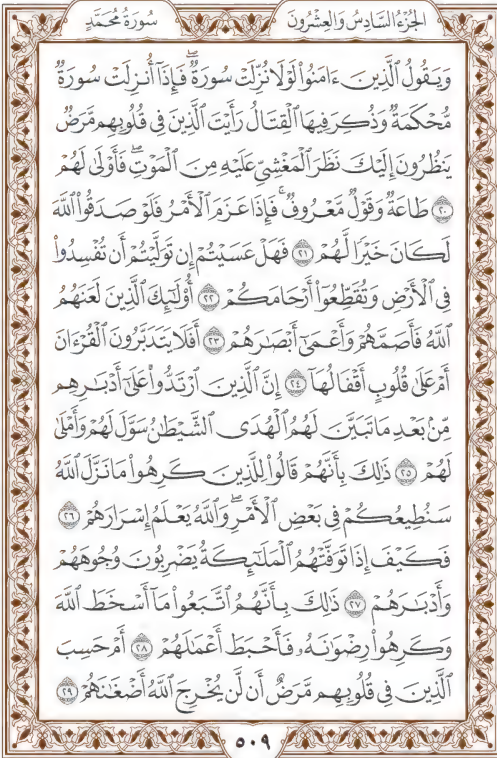 الجُزْءُ السَّادِسُ وَالعِشْرُونَ سُورَةُ مُحَمَّدٍ
وَيَقُولُ ٱلَّذِينَ ءَامَنُوا۟ لَوْلَا نُزِّلَتْ سُورَةٌ ۖ فَإِذَآ أُنزِلَتْ سُورَةٌ
مُّحْكَمَةٌ وَذُكِرَ فِيهَا ٱلْقِتَالُ رَأَيْتَ ٱلَّذِينَ فِى قُلُوبِهِم مَّرَضٌ
يَنظُرُونَ إِلَيْكَ نَظَرَ ٱلْمَغْشِىِّ عَلَيْهِ مِنَ ٱلْمَوْتِ ۖ فَأَوْلَىٰ لَهُمْ
٢٠ طَاعَةٌ وَقَوْلٌ مَّعْرُوفٌ ۚ فَإِذَا عَزَمَ ٱلْأَمْرُ فَلَوْ صَدَقُوا۟ ٱللَّهَ
لَكَانَ خَيْرًا لَّهُمْ ٢١ فَهَلْ عَسَيْتُمْ إِن تَوَلَّيْتُمْ أَن تُفْسِدُوا۟
فِى ٱلْأَرْضِ وَتُقَطِّعُوٓا۟ أَرْحَامَكُمْ ٢٢ أُو۟لَٰٓئِكَ ٱلَّذِينَ لَعَنَهُمُ
ٱللَّهُ فَأَصَمَّهُمْ وَأَعْمَىٰٓ أَبْصَٰرَهُمْ ٢٣ أَفَلَا يَتَدَبَّرُونَ ٱلْقُرْءَانَ
أَمْ عَلَىٰ قُلُوبٍ أَقْفَالُهَآ ٢٤ إِنَّ ٱلَّذِينَ ٱرْتَدُّوا۟ عَلَىٰٓ أَدْبَٰرِهِم
مِّنۢ بَعْدِ مَا تَبَيَّنَ لَهُمُ ٱلْهُدَى ۙ ٱلشَّيْطَٰنُ سَوَّلَ لَهُمْ وَأَمْلَىٰ
لَهُمْ ٢٥ ذَٰلِكَ بِأَنَّهُمْ قَالُوا۟ لِلَّذِينَ كَرِهُوا۟ مَا نَزَّلَ ٱللَّهُ
سَنُطِيعُكُمْ فِى بَعْضِ ٱلْأَمْرِ ۖ وَٱللَّهُ يَعْلَمُ إِسْرَارَهُمْ ٢٦
فَكَيْفَ إِذَا تَوَفَّتْهُمُ ٱلْمَلَٰٓئِكَةُ يَضْرِبُونَ وُجُوهَهُمْ
وَأَدْبَٰرَهُمْ ٢٧ ذَٰلِكَ بِأَنَّهُمُ ٱتَّبَعُوا۟ مَآ أَسْخَطَ ٱللَّهَ
وَكَرِهُوا۟ رِضْوَٰنَهُۥ فَأَحْبَطَ أَعْمَٰلَهُمْ ٢٨ أَمْ حَسِبَ
ٱلَّذِينَ فِى قُلُوبِهِم مَّرَضٌ أَن لَّن يُخْرِجَ ٱللَّهُ أَضْغَٰنَهُمْ ٢٩
٥٠٩